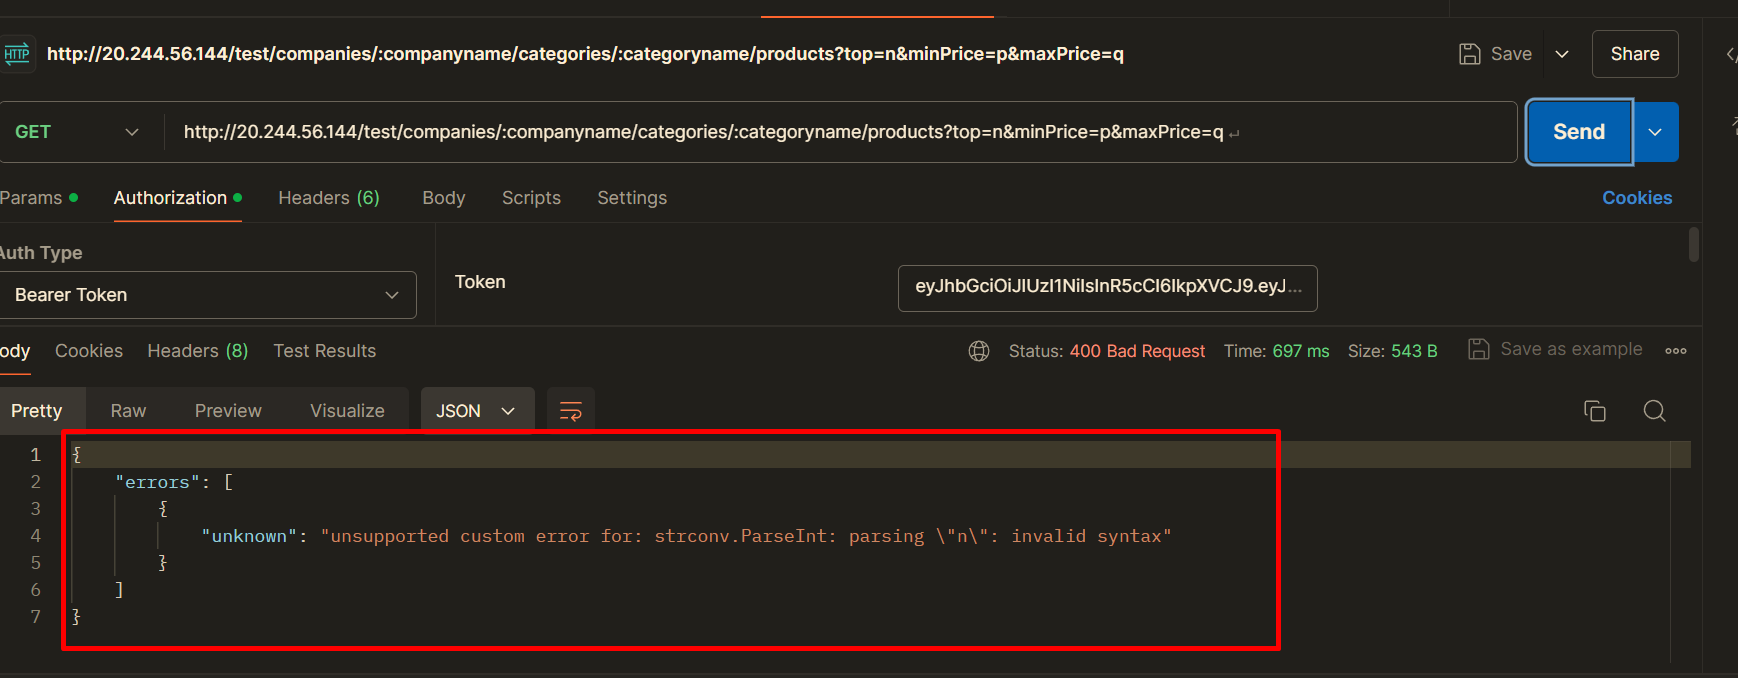 HTTP http://20.244.56.144/test/companies/:companyname/categories/:categoryname/products?top=n&minPrice=p&maxPrice=q Save Share
GET http://20.244.56.144/test/companies/:companyname/categories/:categoryname/products?top=n&minPrice=p&maxPrice=q Send
Params Authorization Headers (6) Body Scripts Settings Cookies
Auth Type
Bearer Token
Token eyJhbGciOiJIUzI1NiIsInR5cCI6IkpXVCJ9.eyJ...
ody Cookies Headers (8) Test Results Status: 400 Bad Request Time: 697 ms Size: 543 B Save as example
Pretty Raw Preview Visualize JSON
1 {
2 "errors": [
3 {
4 "unknown": "unsupported custom error for: strconv.ParseInt: parsing \"n\": invalid syntax"
5 }
6 ]
7 }